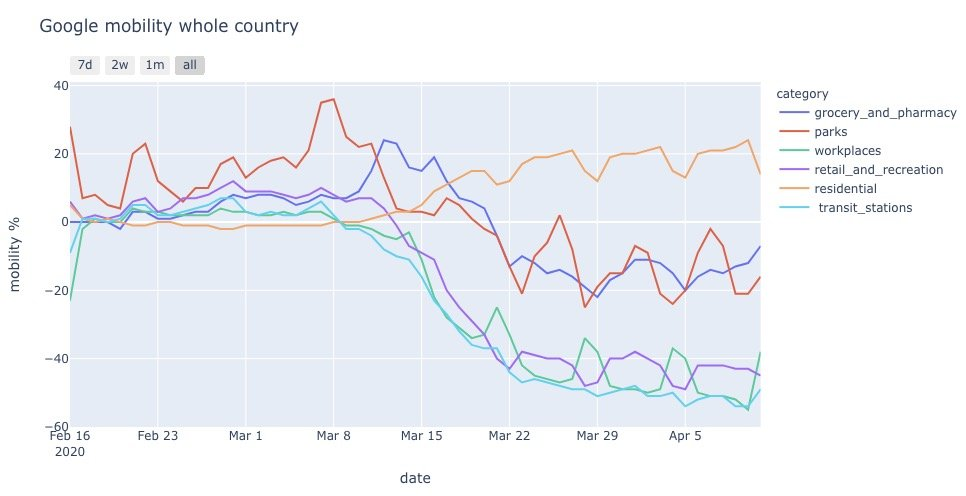 Google mobility whole country
7d 2w 1m all
category
grocery_and_pharmacy
parks
workplaces
retail_and_recreation
residential
transit_stations
mobility %
40
20
0
−20
−40
−60
Feb 16
2020
Feb 23
Mar 1
Mar 8
Mar 15
Mar 22
Mar 29
Apr 5
date